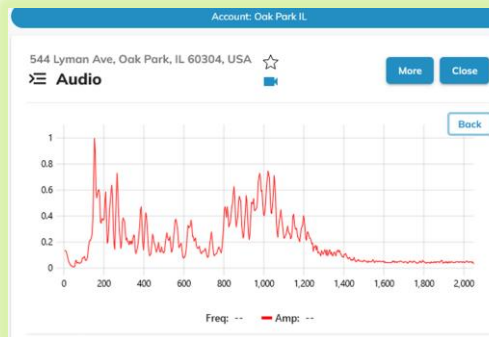 Account: Oak Park IL
544 Lyman Ave, Oak Park, IL 60304, USA
Audio
More
Close
Back
1
0.8
0.6
0.4
0.2
0
0 200 400 600 800 1,000 1,200 1,400 1,600 1,800 2,000
Freq: -- Amp: --